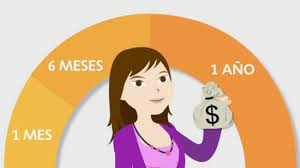 1 MES
6 MESES
1 AÑO
$